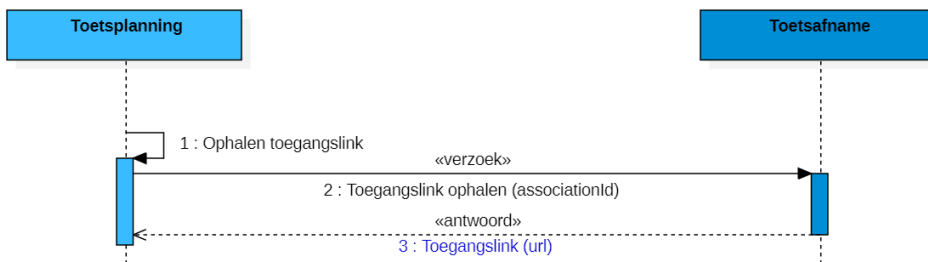 Toetsplanning
Toetsafname
1 : Ophalen toegangslink
«verzoek»
2 : Toegangslink ophalen (associationId)
«antwoord»
3 : Toegangslink (url)